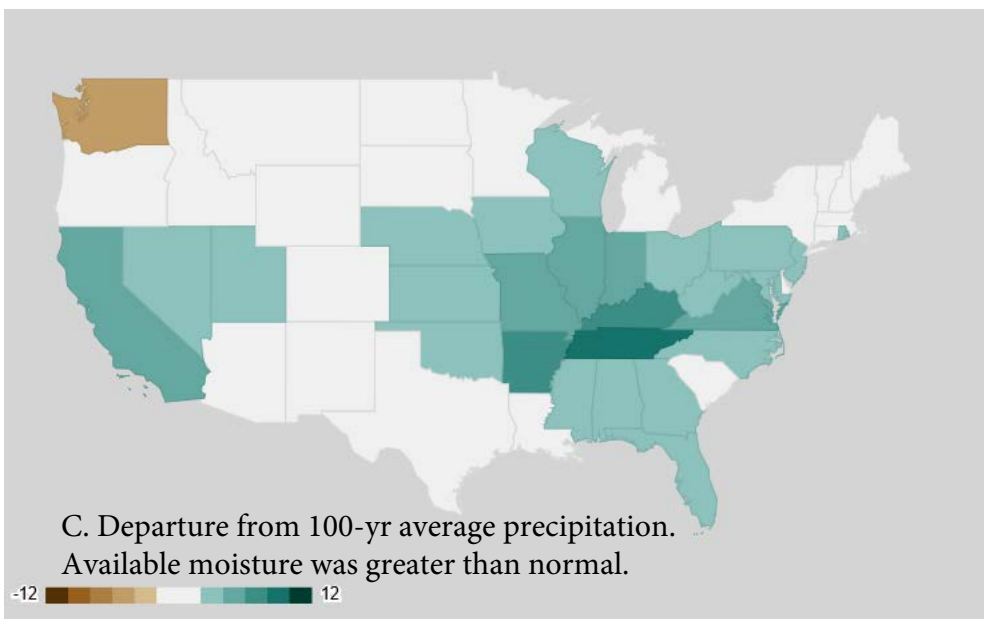 C. Departure from 100-yr average precipitation.
Available moisture was greater than normal.
-12 12